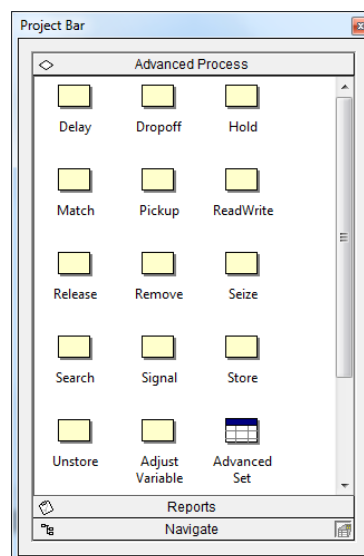 Project Bar
Advanced Process
Delay Dropoff Hold
Match Pickup ReadWrite
Release Remove Seize
Search Signal Store
Unstore Adjust Variable Advanced Set
Reports
Navigate